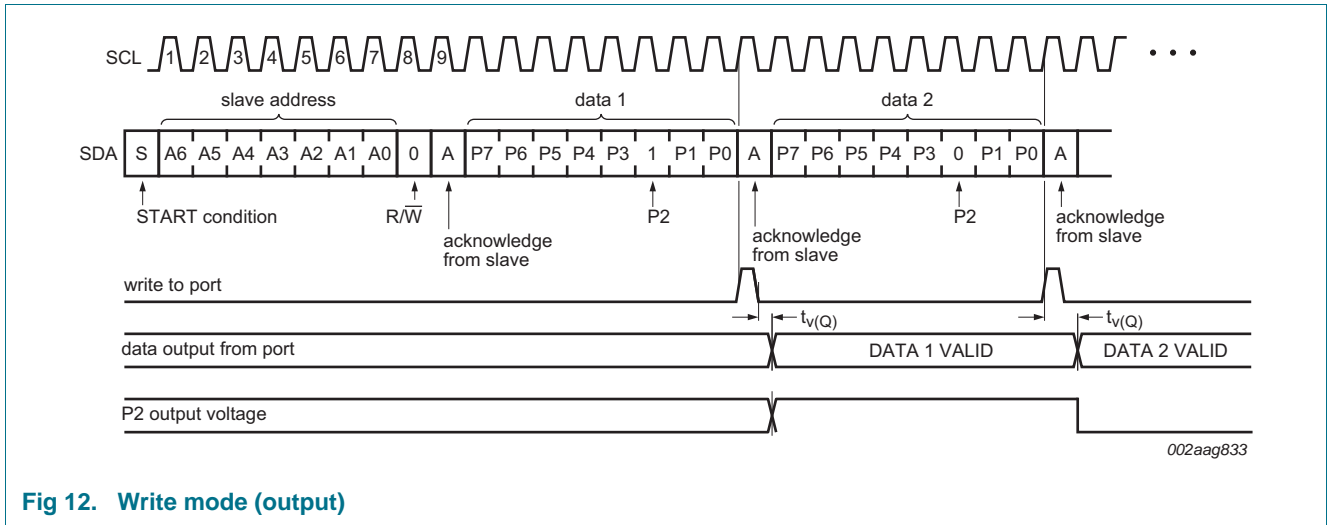 SCL 1 2 3 4 5 6 7 8 9
slave address data 1 data 2
SDA S A6 A5 A4 A3 A2 A1 A0 0 A P7 P6 P5 P4 P3 1 P1 P0 A P7 P6 P5 P4 P3 0 P1 P0 A
START condition R/W̅ acknowledge from slave P2 acknowledge from slave P2 acknowledge from slave
write to port
tv(Q) tv(Q)
data output from port DATA 1 VALID DATA 2 VALID
P2 output voltage
002aag833
Fig 12. Write mode (output)